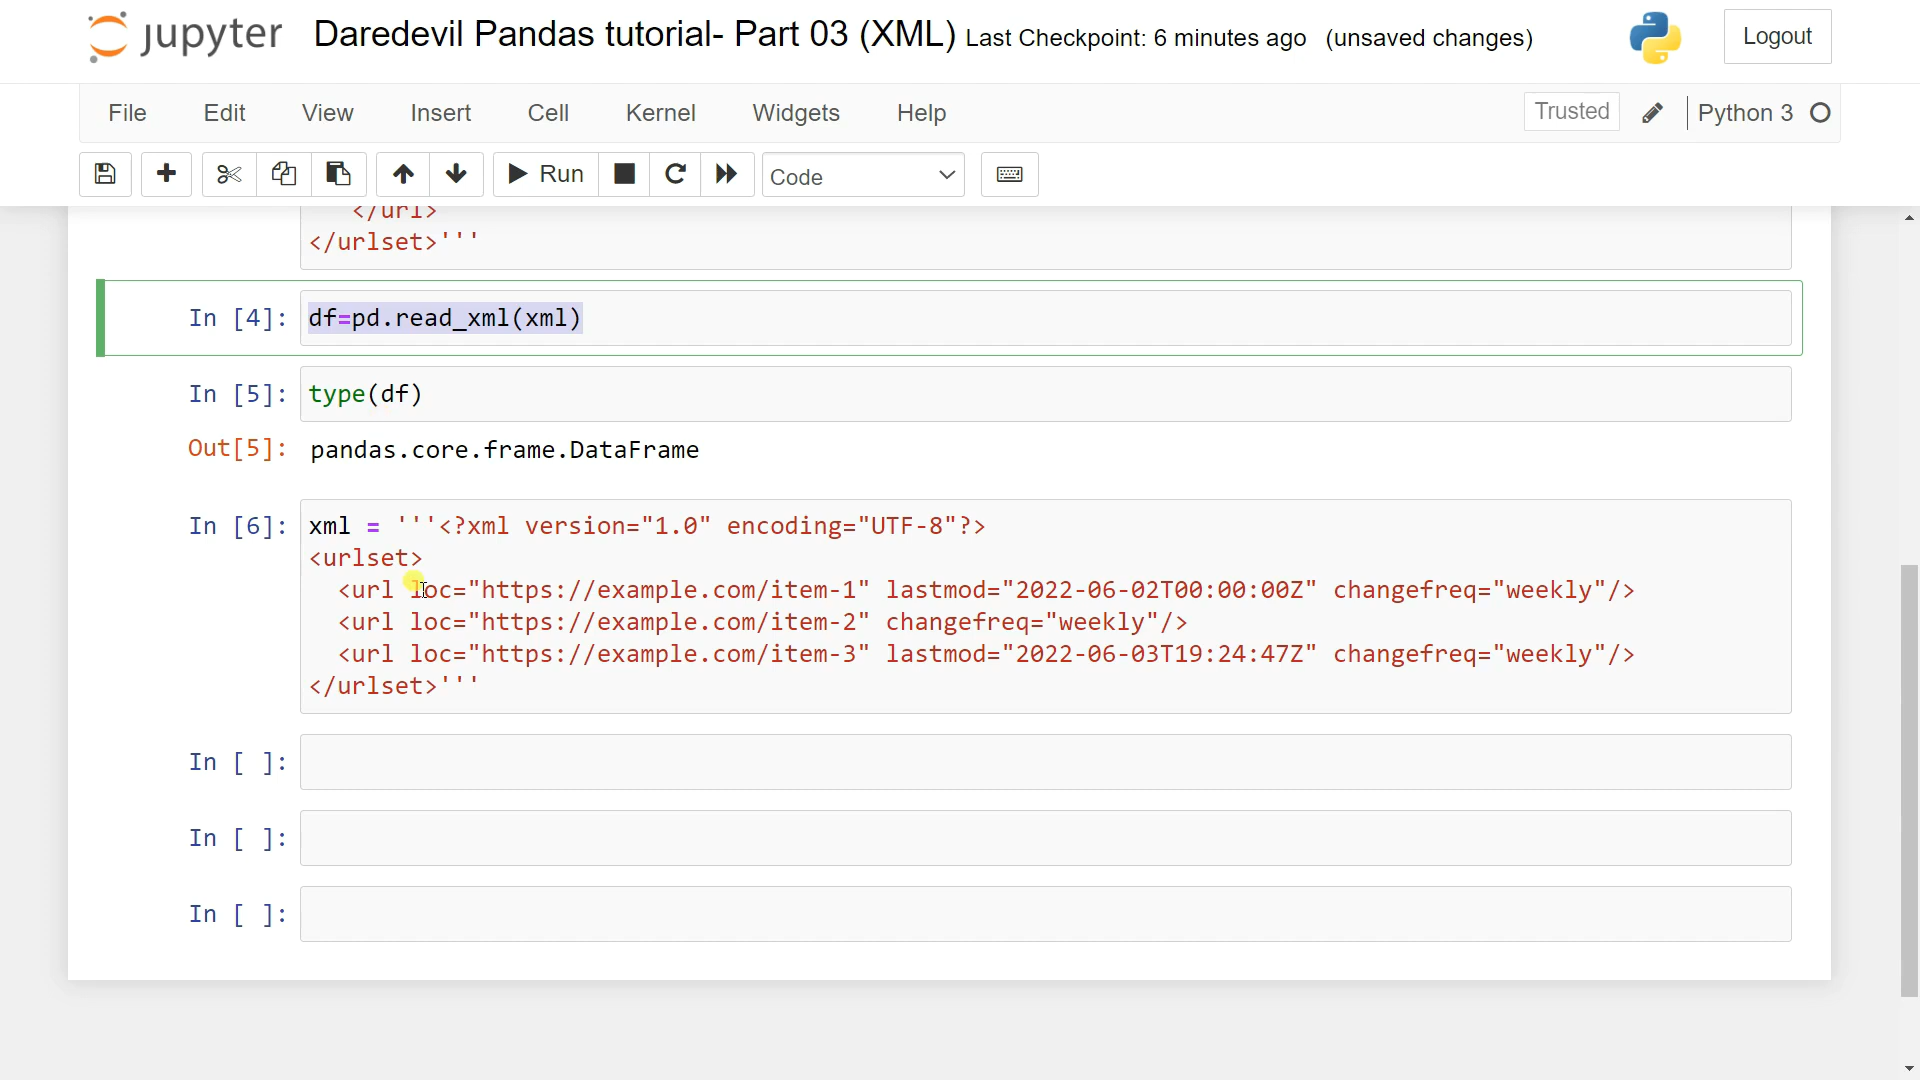 jupyter Daredevil Pandas tutorial- Part 03 (XML) Last Checkpoint: 6 minutes ago (unsaved changes) Logout
File Edit View Insert Cell Kernel Widgets Help Trusted Python 3
Run Code
</url>
</urlset>'''
In [4]: df=pd.read_xml(xml)
In [5]: type(df)
Out[5]: pandas.core.frame.DataFrame
In [6]: xml = '''<?xml version="1.0" encoding="UTF-8"?>
<urlset>
<url loc="https://example.com/item-1" lastmod="2022-06-02T00:00:00Z" changefreq="weekly"/>
<url loc="https://example.com/item-2" changefreq="weekly"/>
<url loc="https://example.com/item-3" lastmod="2022-06-03T19:24:47Z" changefreq="weekly"/>
</urlset>'''
In [ ]:
In [ ]:
In [ ]: